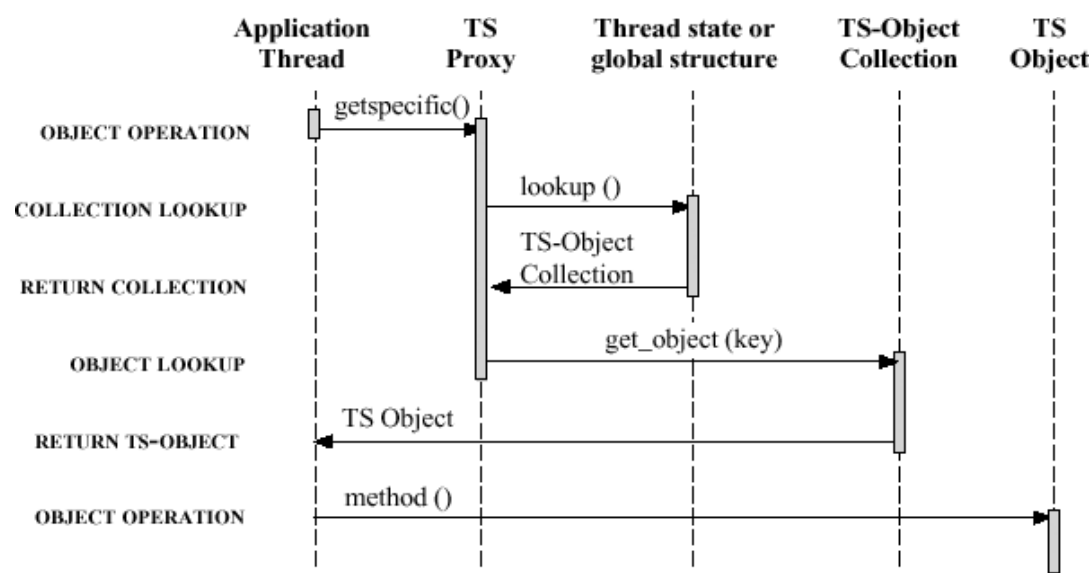 Application Thread
TS Proxy
Thread state or global structure
TS-Object Collection
TS Object
OBJECT OPERATION
getspecific()
COLLECTION LOOKUP
lookup ()
TS-Object
Collection
RETURN COLLECTION
OBJECT LOOKUP
get_object (key)
RETURN TS-OBJECT
TS Object
OBJECT OPERATION
method ()